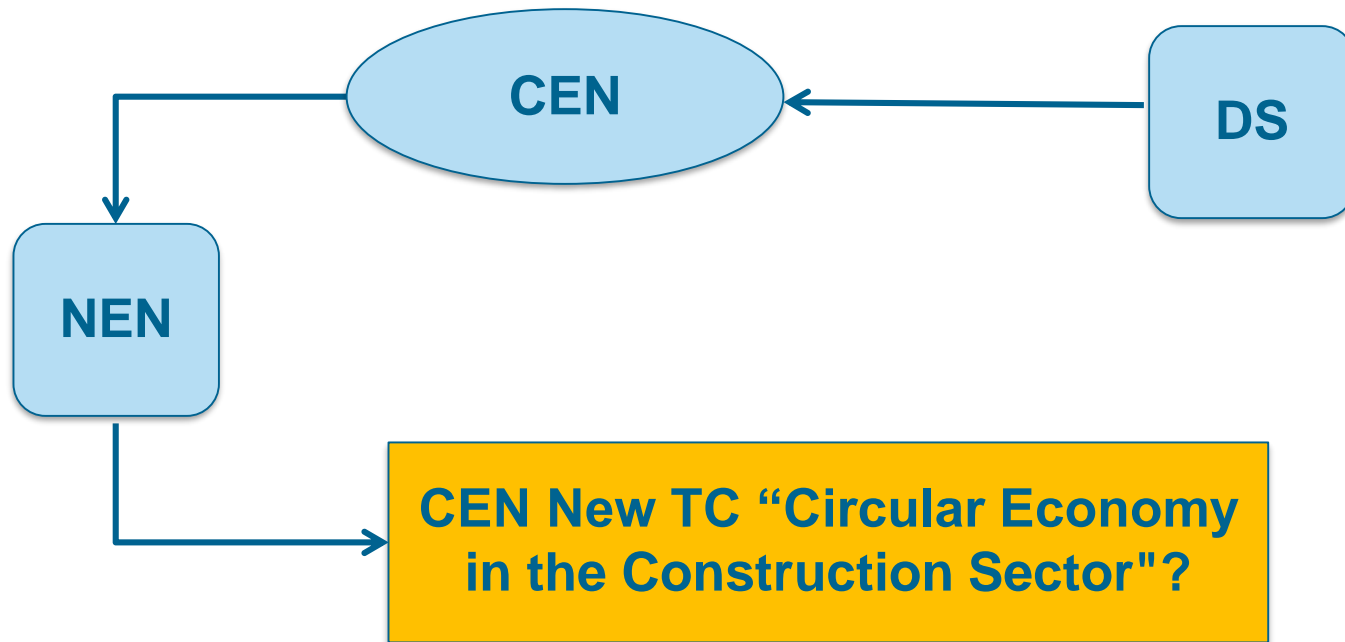 CEN
DS
NEN
CEN New TC “Circular Economy
in the Construction Sector"?